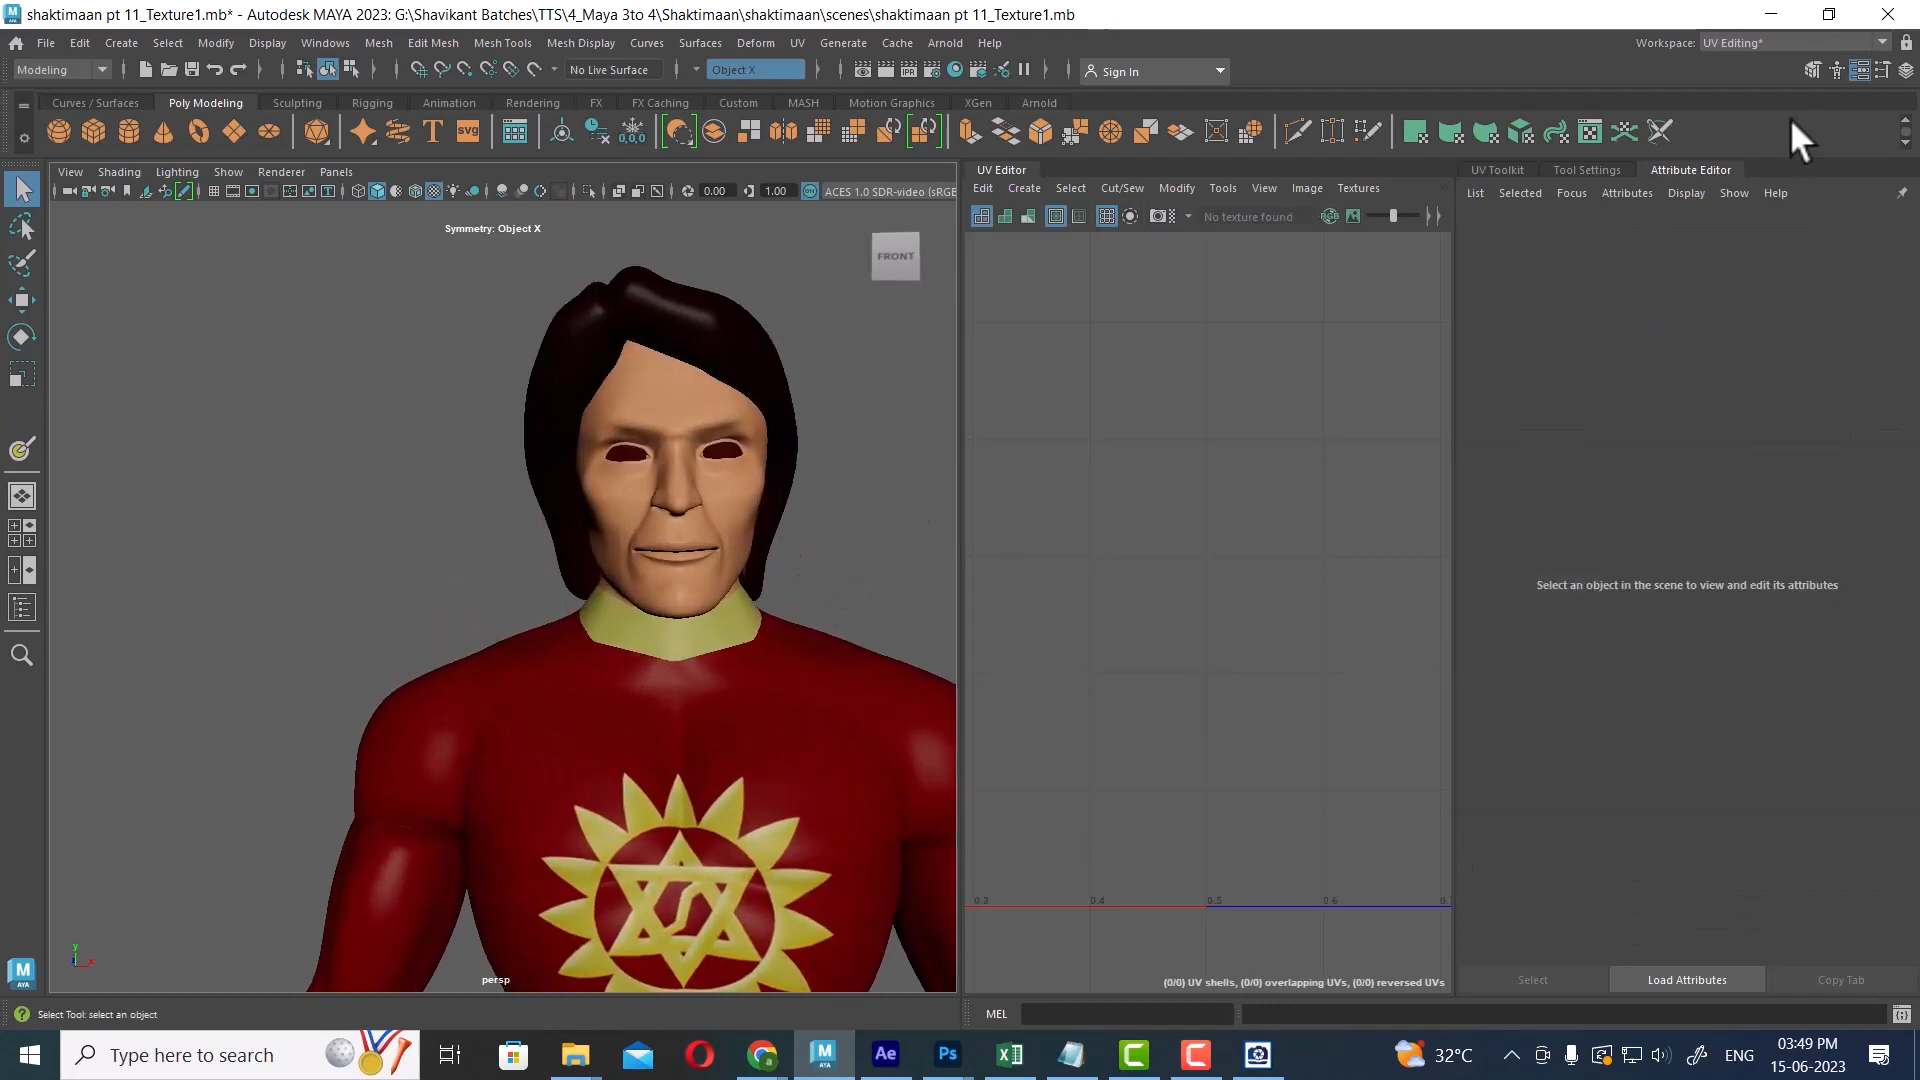 shaktimaan pt 11_Texture1.mb* - Autodesk MAYA 2023: G:\Shavikant Batches\TTS\4_Maya 3to 4\Shaktimaan\shaktimaan\scenes\shaktimaan pt 11_Texture1.mb
File Edit Create Select Modify Display Windows Mesh Edit Mesh Mesh Tools Mesh Display Curves Surfaces Deform UV Generate Cache Arnold Help
Workspace: UV Editing*
Modeling No Live Surface Object X Sign In
Curves / Surfaces Poly Modeling Sculpting Rigging Animation Rendering FX FX Caching Custom MASH Motion Graphics XGen Arnold
View Shading Lighting Show Renderer Panels
0.00 1.00 ACES 1.0 SDR-video (sRGB
Symmetry: Object X
FRONT
persp
UV Editor
Edit Create Select Cut/Sew Modify Tools View Image Textures
No texture found
0.3 0.4 0.5 0.6
(0/0) UV shells, (0/0) overlapping UVs, (0/0) reversed UVs
UV Toolkit Tool Settings Attribute Editor
List Selected Focus Attributes Display Show Help
Select an object in the scene to view and edit its attributes
Select Load Attributes Copy Tab
Select Tool: select an object
MEL
Type here to search
32°C
ENG
03:49 PM
15-06-2023